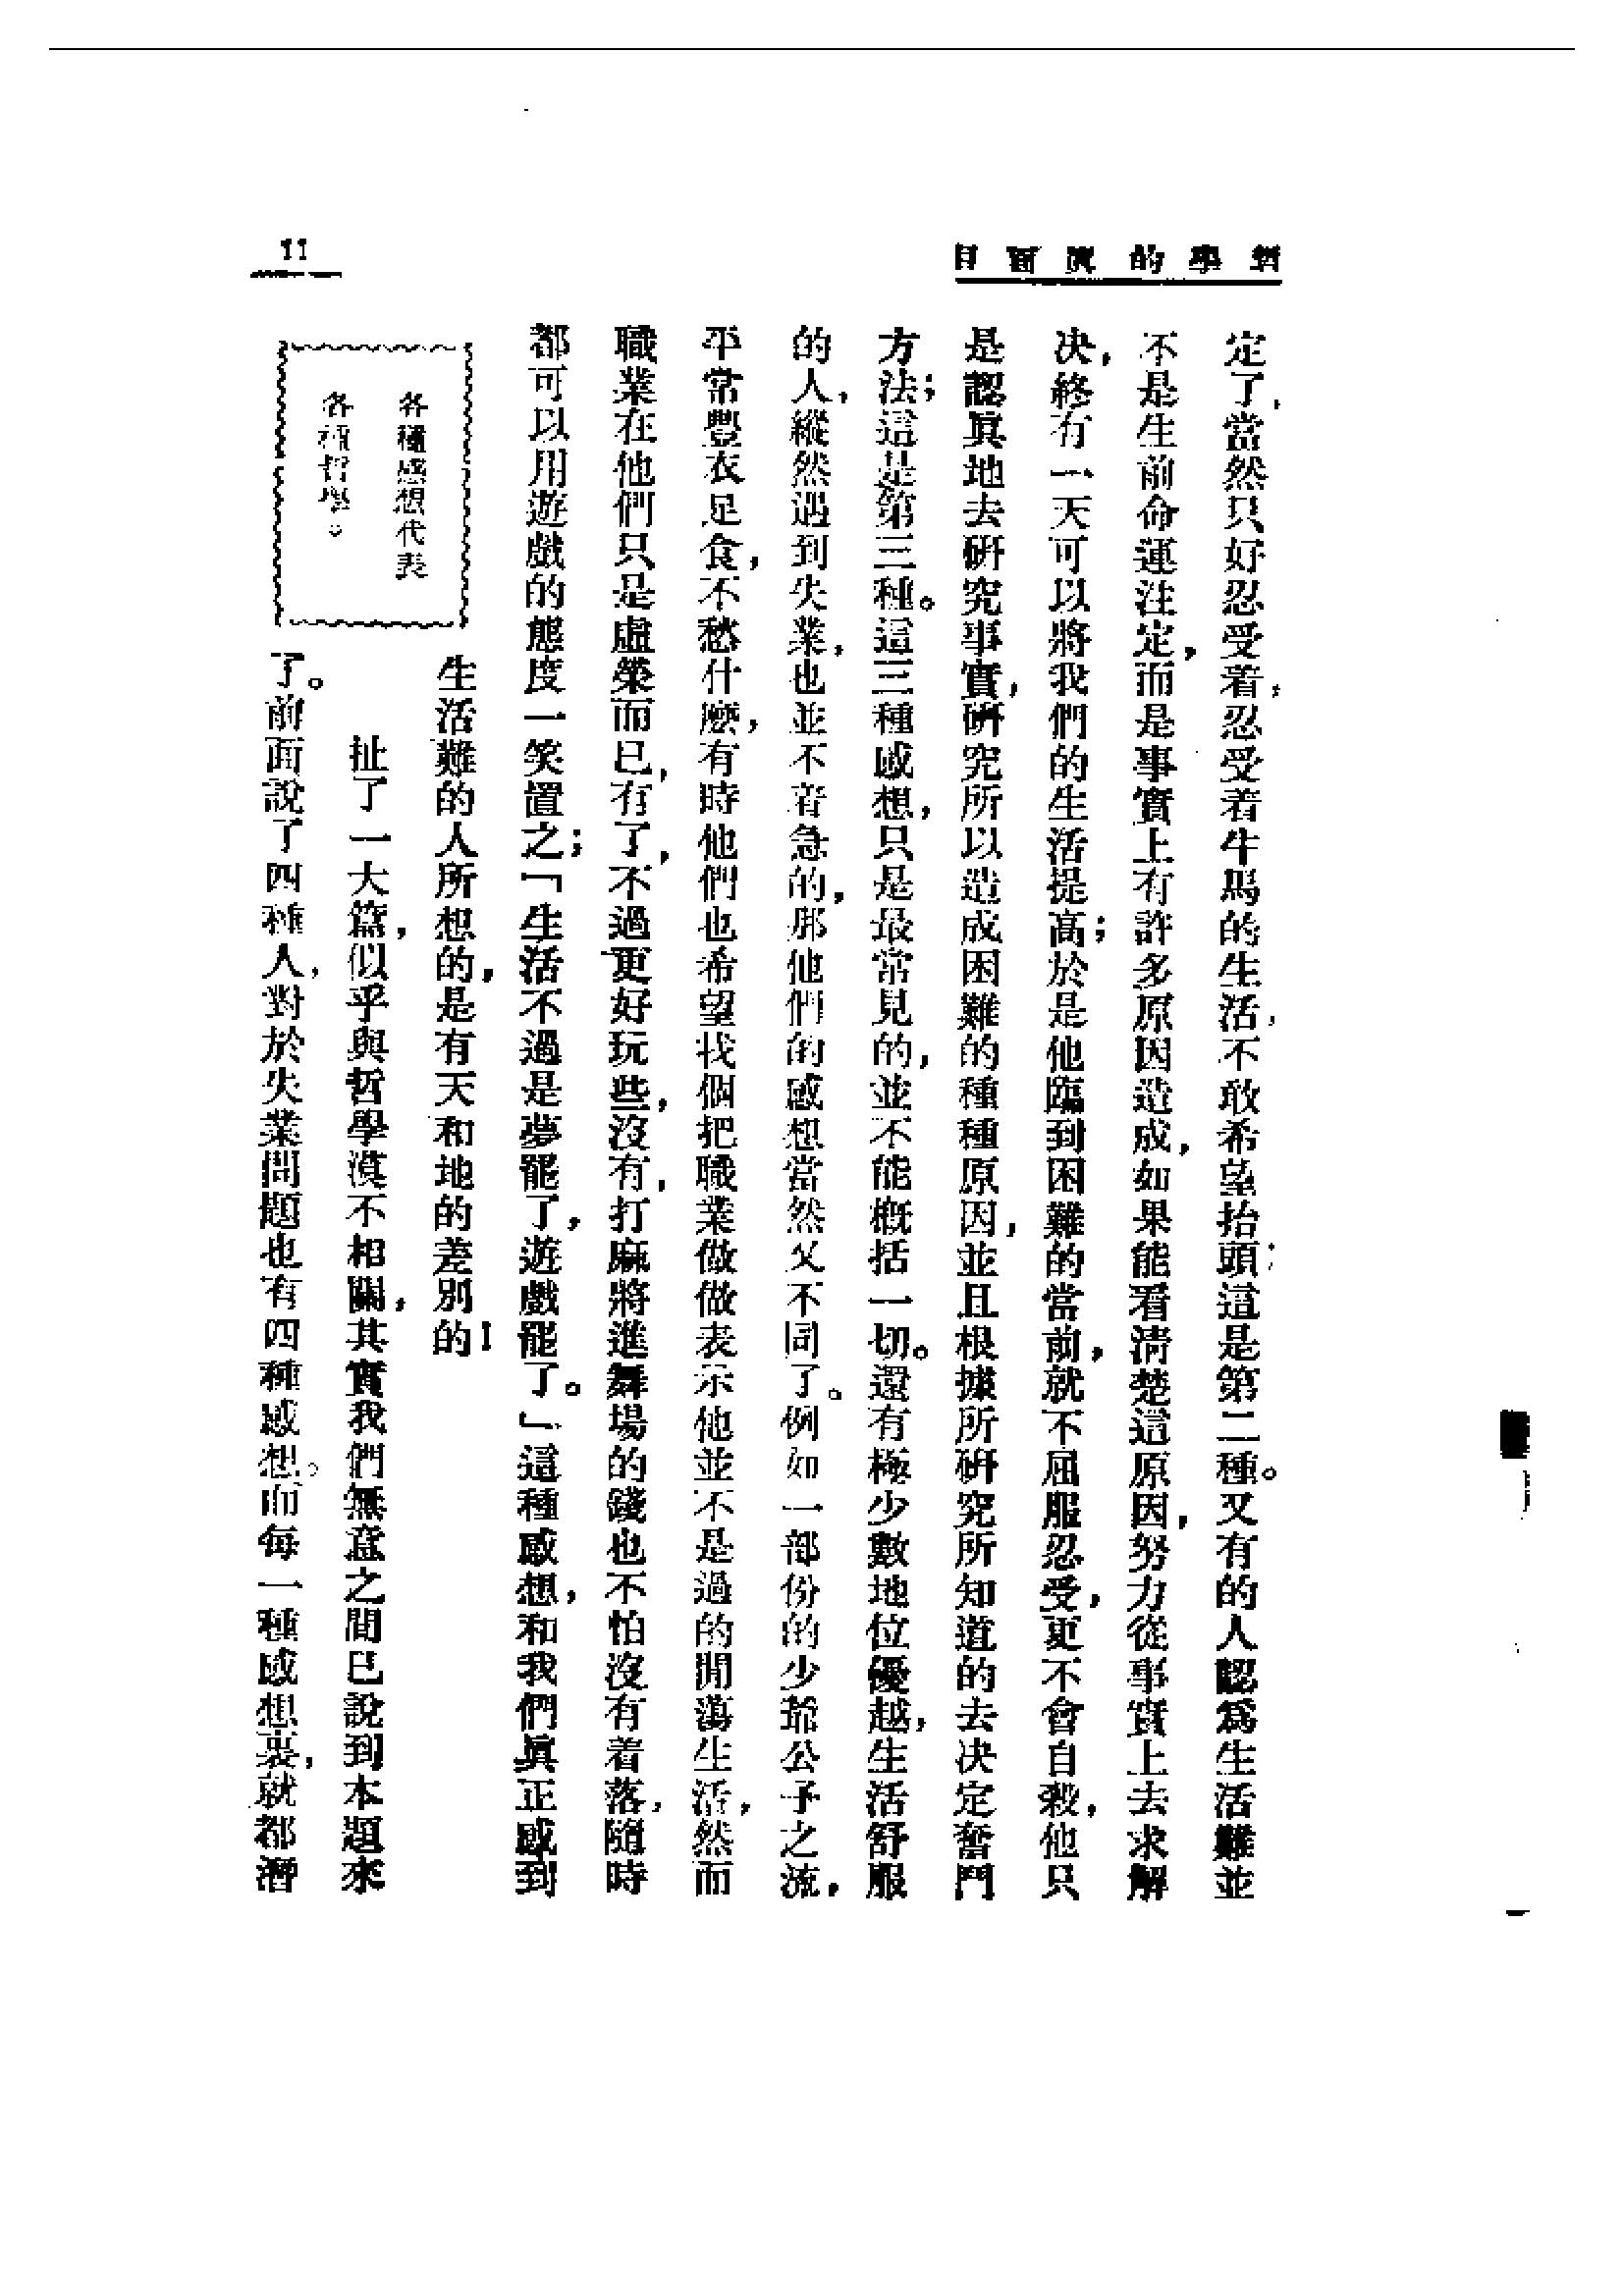 哲學的眞面目
11
定了，當然只好忍受着，忍受着牛馬的生活，不敢希望抬頭；這是第二種。又有的人認爲生活難並
不是生前命運注定，而是事實上有許多原因造成，如果能看清楚這原因，努力從事實上去求解
决，終有一天可以將我們的生活提高；於是他臨到困難的當前，就不屈服忍受，更不會自殺，他只
是認眞地去硏究事實，硏究所以造成困難的種種原因，並且根據所硏究所知道的去决定奮鬥
方法；這是第三種。這三種感想，只是最常見的，並不能概括一切。還有極少數地位優越，生活舒服
的人，縱然遇到失業，也並不着急的，那他們的感想當然又不同了。例如一部份的少爺公子之流，
平常豐衣足食，不愁什麽，有時他們也希望找個把職業做做表示他並不是過的閒蕩生活，然而
職業在他們只是虛榮而已，有了，不過更好玩些，沒有，打麻將進舞塲的錢也不怕沒有着落，隨時
都可以用遊戲的態度一笑置之；「生活不過是夢罷了，遊戲罷了。」這種感想，和我們眞正感到
生活難的人所想的，是有天和地的差別的！
各種感想代表
各種哲學。
扯了一大篇，似乎與哲學漠不相關，其實我們無意之間已說到本題來
了。前面說了四種人，對於失業問題也有四種感想。而每一種感想裏，就都潛